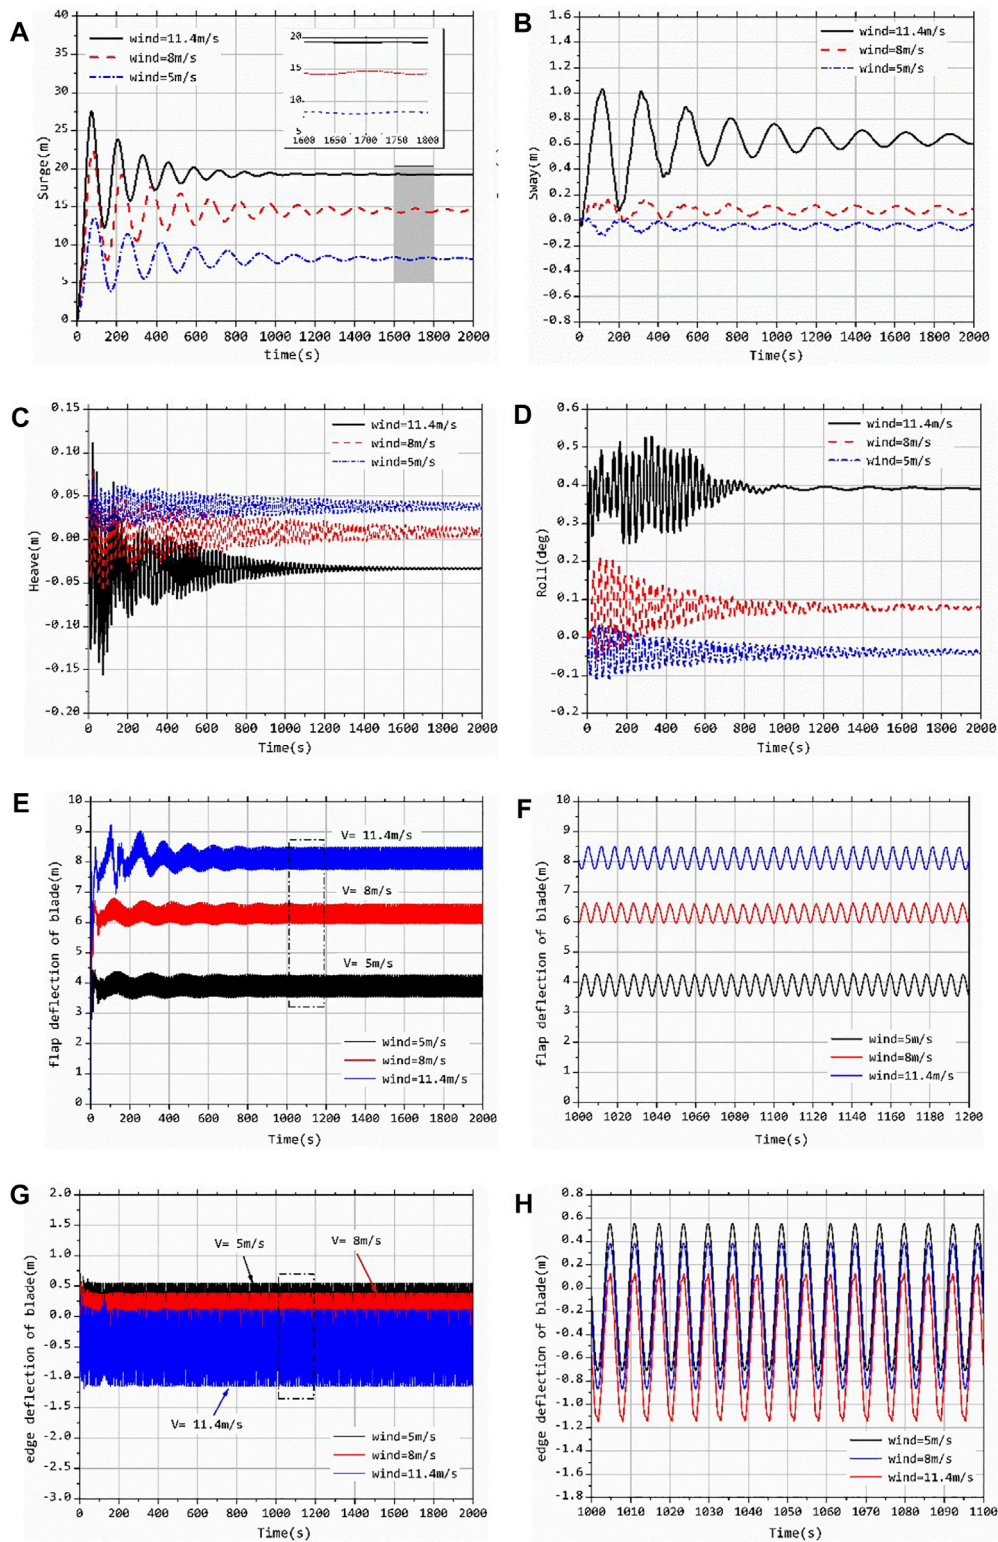 A
Surge(m)
40
35
30
25
20
15
10
5
0
wind=11.4m/s
wind=8m/s
wind=5m/s
20
15
10
5
1600 1650 1700 1750 1800
0 200 400 600 800 1000 1200 1400 1600 1800 2000
time(s)
B
Sway(m)
1.6
1.4
1.2
1.0
0.8
0.6
0.4
0.2
0.0
-0.2
-0.4
-0.6
-0.8
wind=11.4m/s
wind=8m/s
wind=5m/s
0 200 400 600 800 1000 1200 1400 1600 1800 2000
Time(s)
C
Heave(m)
0.15
0.10
0.05
0.00
-0.05
-0.10
-0.15
-0.20
wind=11.4m/s
wind=8m/s
wind=5m/s
0 200 400 600 800 1000 1200 1400 1600 1800 2000
Time(s)
D
Roll(deg)
0.6
0.5
0.4
0.3
0.2
0.1
0.0
-0.1
-0.2
wind=11.4m/s
wind=8m/s
wind=5m/s
0 200 400 600 800 1000 1200 1400 1600 1800 2000
Time(s)
E
flap deflection of blade(m)
10
9
8
7
6
5
4
3
2
1
0
V= 11.4m/s
V= 8m/s
V= 5m/s
wind=5m/s
wind=8m/s
wind=11.4m/s
0 200 400 600 800 1000 1200 1400 1600 1800 2000
Time(s)
F
flap deflection of blade(m)
10
9
8
7
6
5
4
3
2
1
0
wind=5m/s
wind=8m/s
wind=11.4m/s
1000 1020 1040 1060 1080 1100 1120 1140 1160 1180 1200
Time(s)
G
edge deflection of blade(m)
2.0
1.5
1.0
0.5
0.0
-0.5
-1.0
-1.5
-2.0
-2.5
-3.0
V= 5m/s
V= 8m/s
V= 11.4m/s
wind=5m/s
wind=8m/s
wind=11.4m/s
0 200 400 600 800 1000 1200 1400 1600 1800 2000
Time(s)
H
edge deflection of blade(m)
0.8
0.6
0.4
0.2
0.0
-0.2
-0.4
-0.6
-0.8
-1.0
-1.2
-1.4
-1.6
-1.8
wind=5m/s
wind=8m/s
wind=11.4m/s
1000 1010 1020 1030 1040 1050 1060 1070 1080 1090 1100
Time(s)